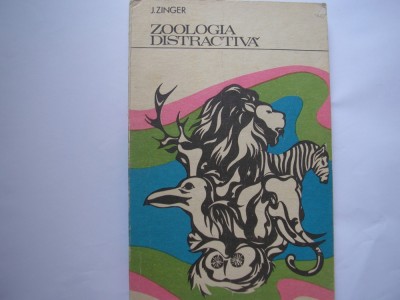 J. ZINGER
ZOOLOGIA
DISTRACTIVĂ